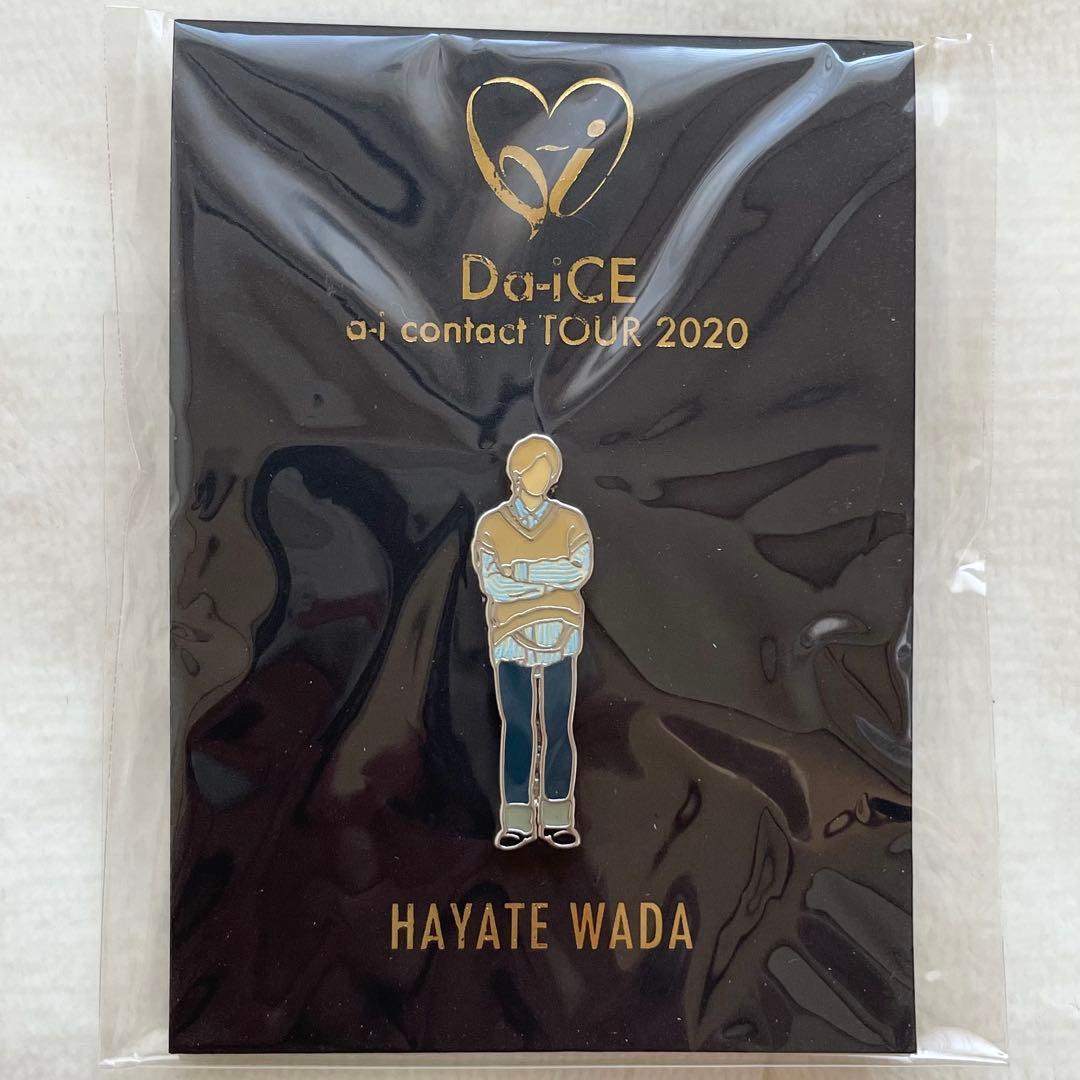 a-i
Da-iCE
a-i contact TOUR 2020
HAYATE WADA